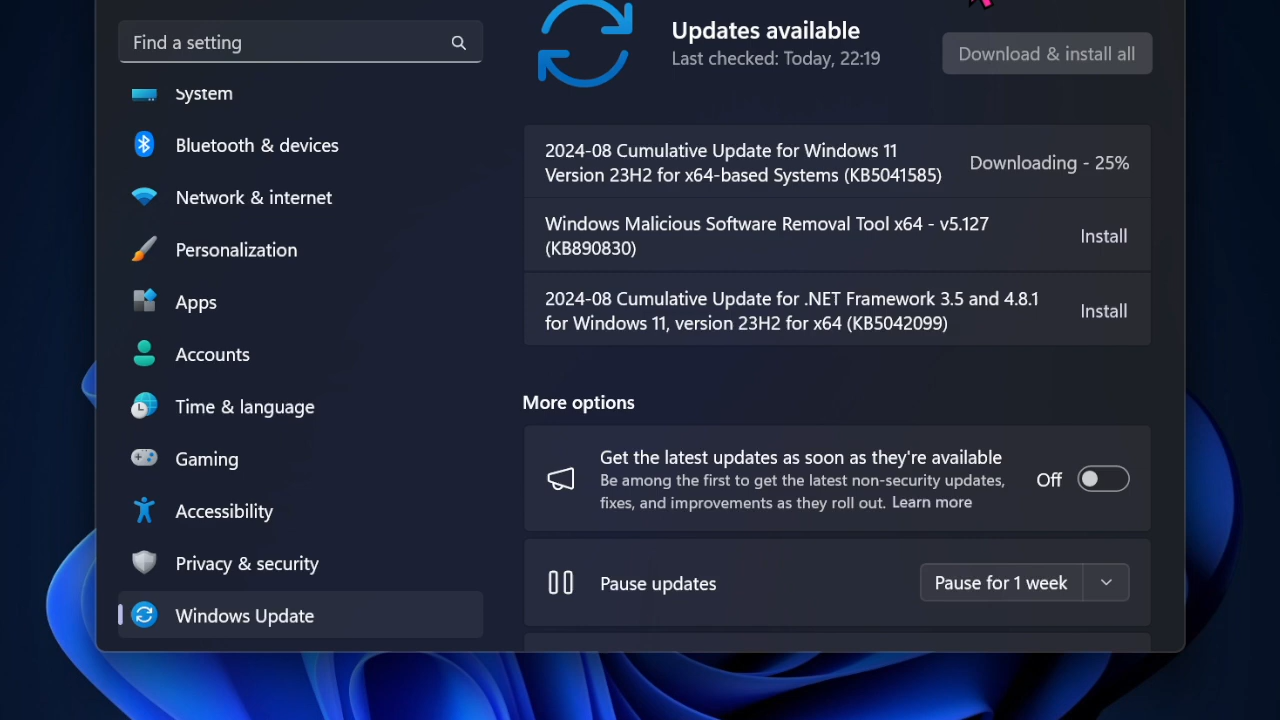 Find a setting
System
Bluetooth & devices
Network & internet
Personalization
Apps
Accounts
Time & language
Gaming
Accessibility
Privacy & security
Windows Update
Updates available
Last checked: Today, 22:19
Download & install all
2024-08 Cumulative Update for Windows 11
Version 23H2 for x64-based Systems (KB5041585)
Downloading - 25%
Windows Malicious Software Removal Tool x64 - v5.127
(KB890830)
Install
2024-08 Cumulative Update for .NET Framework 3.5 and 4.8.1
for Windows 11, version 23H2 for x64 (KB5042099)
Install
More options
Get the latest updates as soon as they're available
Be among the first to get the latest non-security updates,
fixes, and improvements as they roll out. Learn more
Off
Pause updates
Pause for 1 week